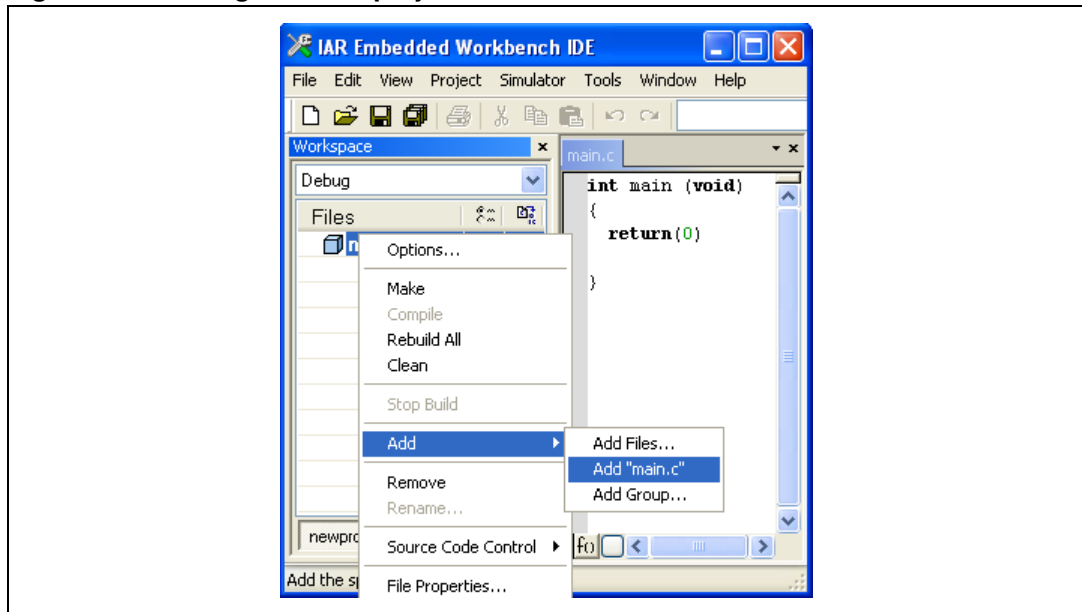 IAR Embedded Workbench IDE
File Edit View Project Simulator Tools Window Help
Workspace
Debug
Files
main.c
int main (void)
{
return(0)
}
Options...
Make
Compile
Rebuild All
Clean
Stop Build
Add
Add Files...
Add "main.c"
Add Group...
Remove
Rename...
Source Code Control
File Properties...
newpro
Add the s